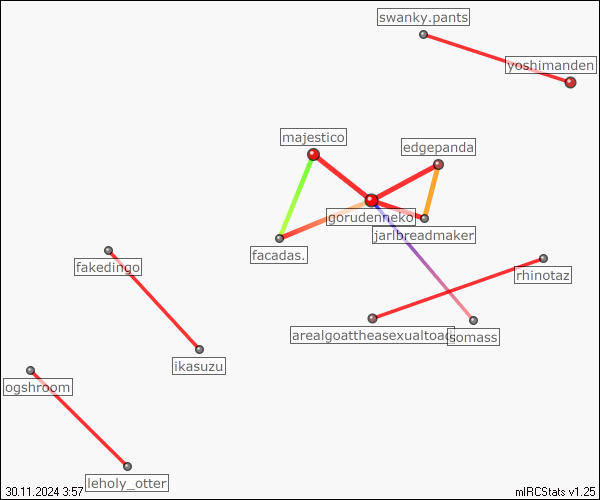 swanky.pants
yoshimanden
majestico
edgepanda
gorudenneko
jarlbreadmaker
facadas.
fakedingo
rhinotaz
arealgoattheasexualtoad
somass
ikasuzu
ogshroom
leholy_otter
30.11.2024 3:57
mIRCStats v1.25